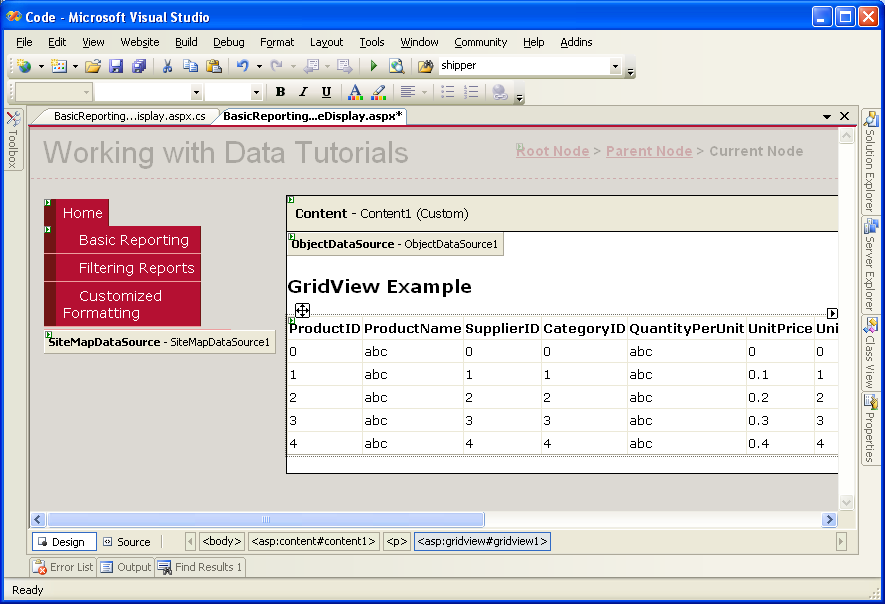 Code - Microsoft Visual Studio
File Edit View Website Build Debug Format Layout Tools Window Community Help Addins
shipper
B I U A
BasicReporting...isplay.aspx.cs BasicReporting...eDisplay.aspx*
Toolbox
Working with Data Tutorials
Root Node > Parent Node > Current Node
Home
Basic Reporting
Filtering Reports
Customized
Formatting
SiteMapDataSource - SiteMapDataSource1
Content - Content1 (Custom)
ObjectDataSource - ObjectDataSource1
GridView Example
ProductID ProductName SupplierID CategoryID QuantityPerUnit UnitPrice Uni
0 abc 0 0 abc 0 0
1 abc 1 1 abc 0.1 1
2 abc 2 2 abc 0.2 2
3 abc 3 3 abc 0.3 3
4 abc 4 4 abc 0.4 4
Solution Explorer
Server Explorer
Class View
Properties
Design Source <body> <asp:content#content1> <p> <asp:gridview#gridview1>
Error List Output Find Results 1
Ready